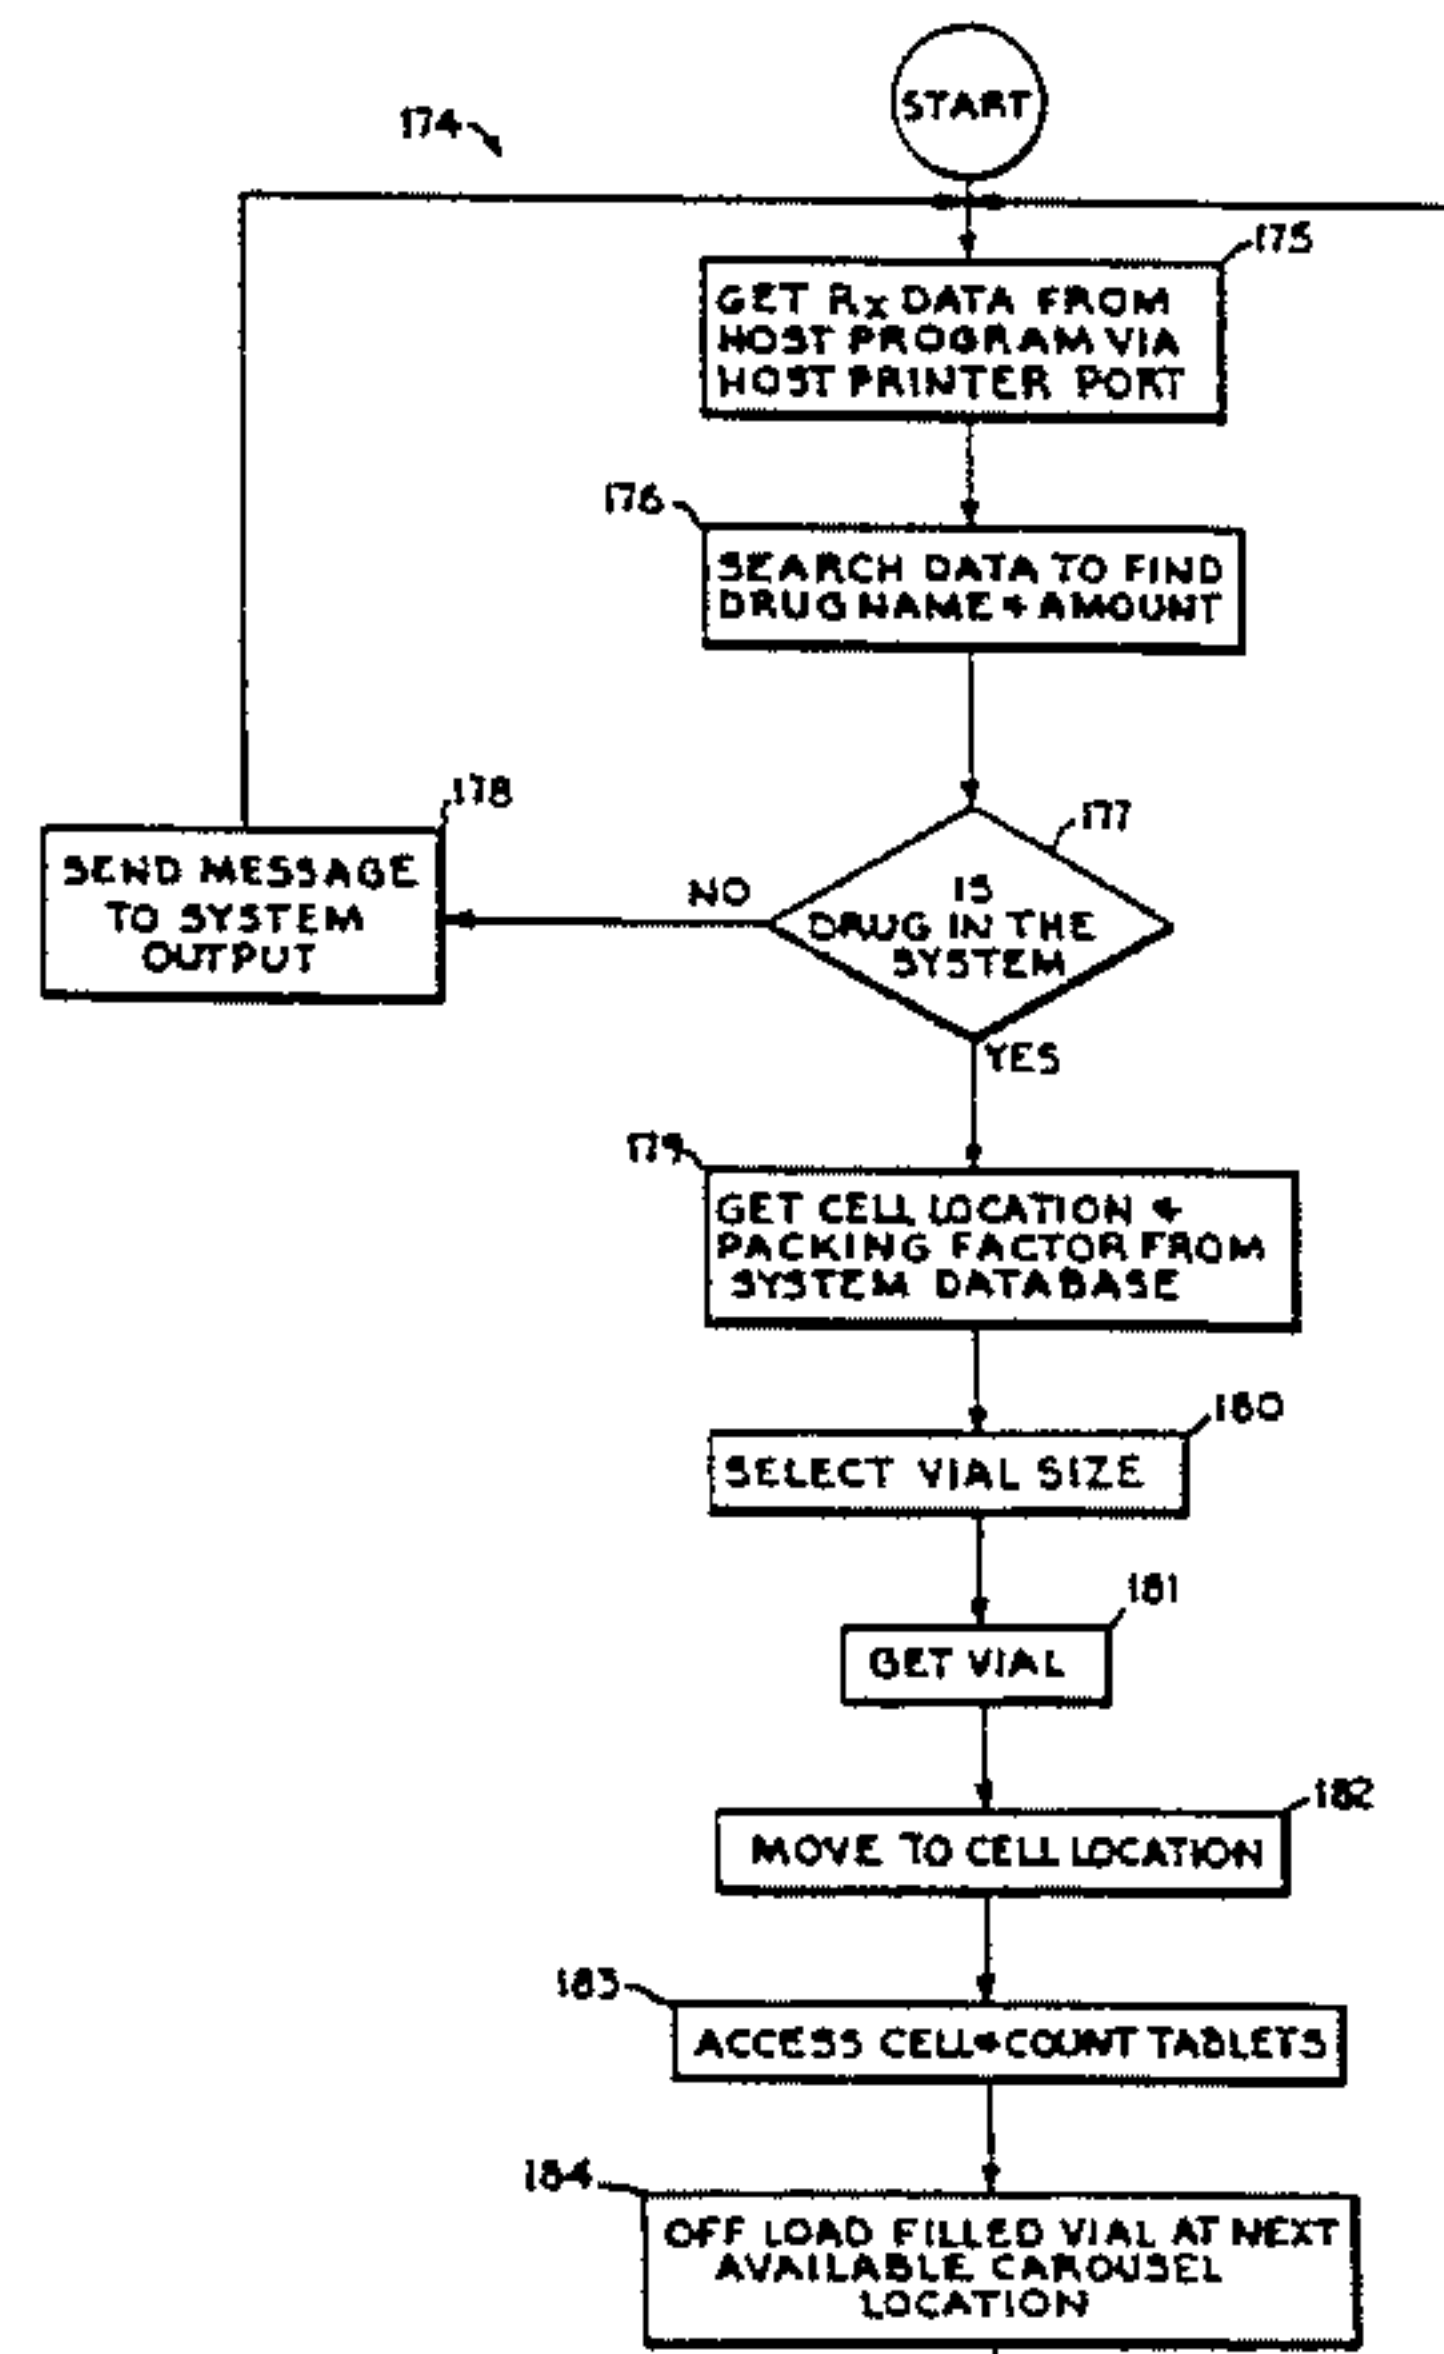 START
174
175
GET Rx DATA FROM
HOST PROGRAM VIA
HOST PRINTER PORT
176
SEARCH DATA TO FIND
DRUG NAME & AMOUNT
178
SEND MESSAGE
TO SYSTEM
OUTPUT
NO
177
IS
DRUG IN THE
SYSTEM
YES
179
GET CELL LOCATION &
PACKING FACTOR FROM
SYSTEM DATABASE
180
SELECT VIAL SIZE
181
GET VIAL
182
MOVE TO CELL LOCATION
183
ACCESS CELL & COUNT TABLETS
184
OFF LOAD FILLED VIAL AT NEXT
AVAILABLE CAROUSEL
LOCATION